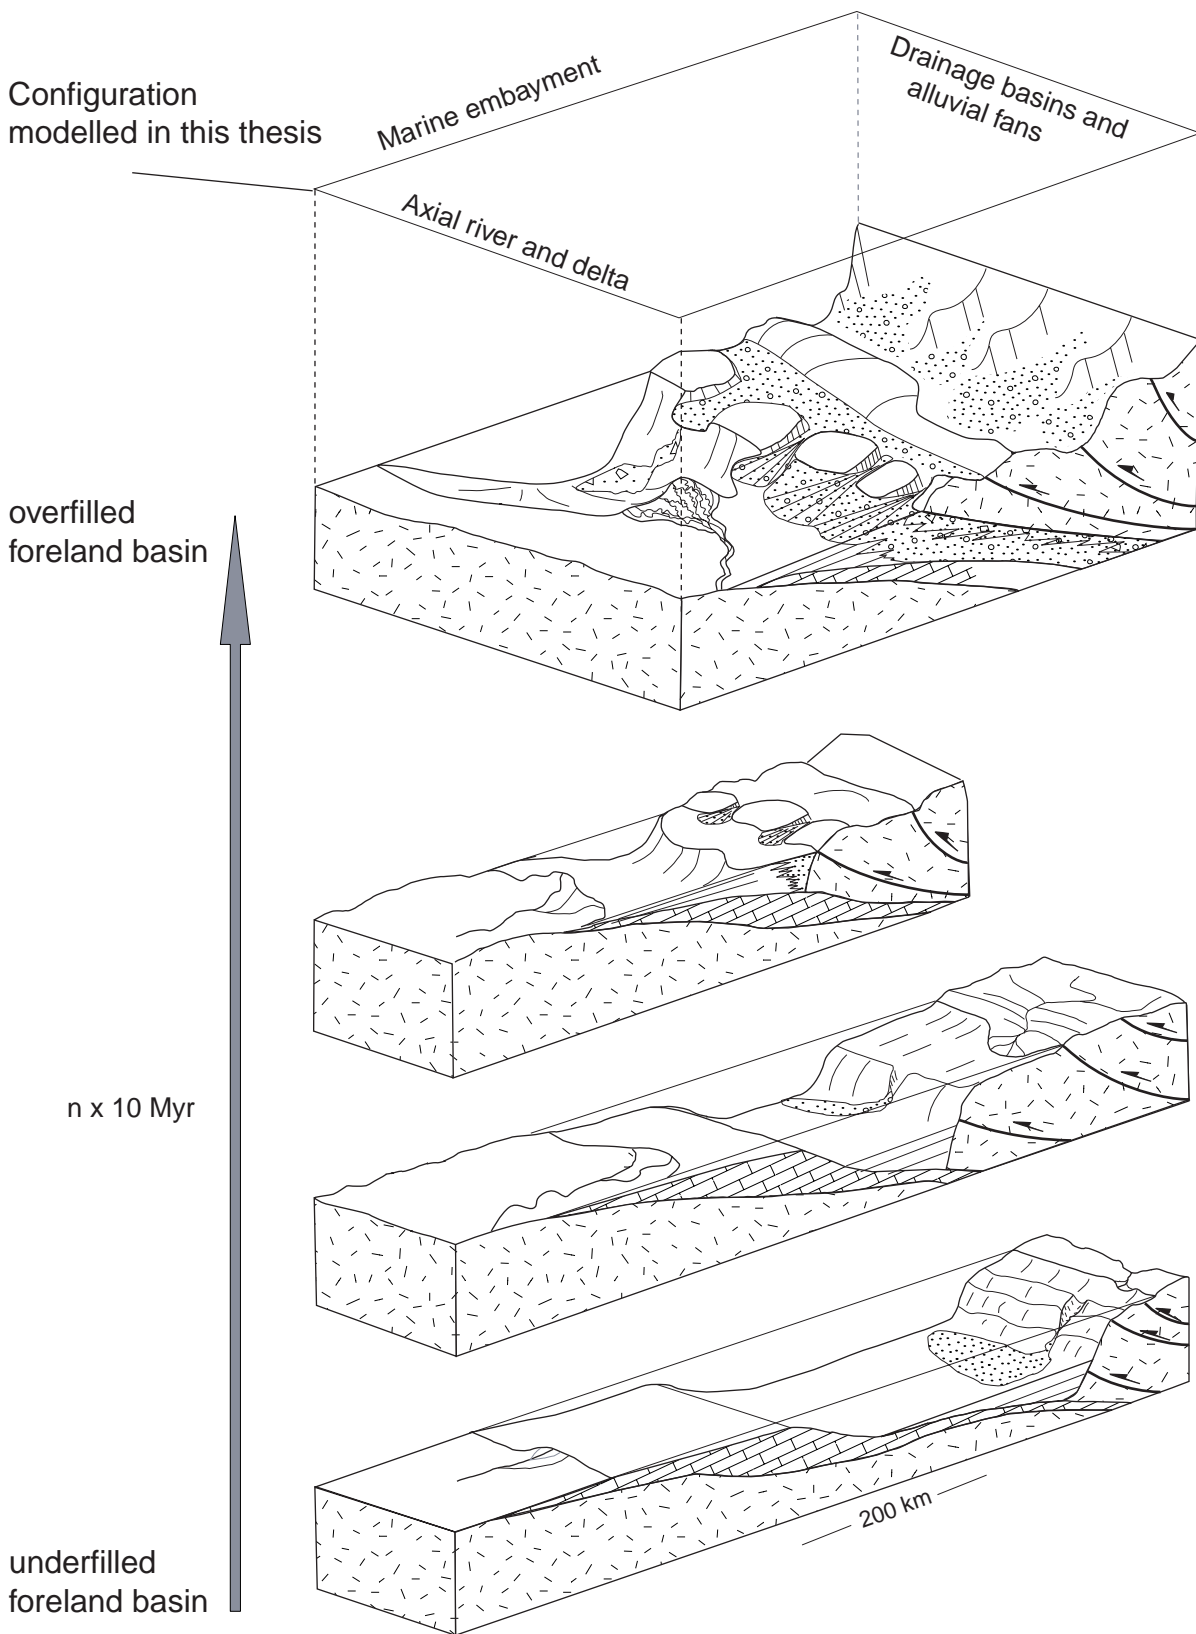 Configuration
modelled in this thesis
Marine embayment
Drainage basins and
alluvial fans
Axial river and delta
overfilled
foreland basin
n x 10 Myr
200 km
underfilled
foreland basin